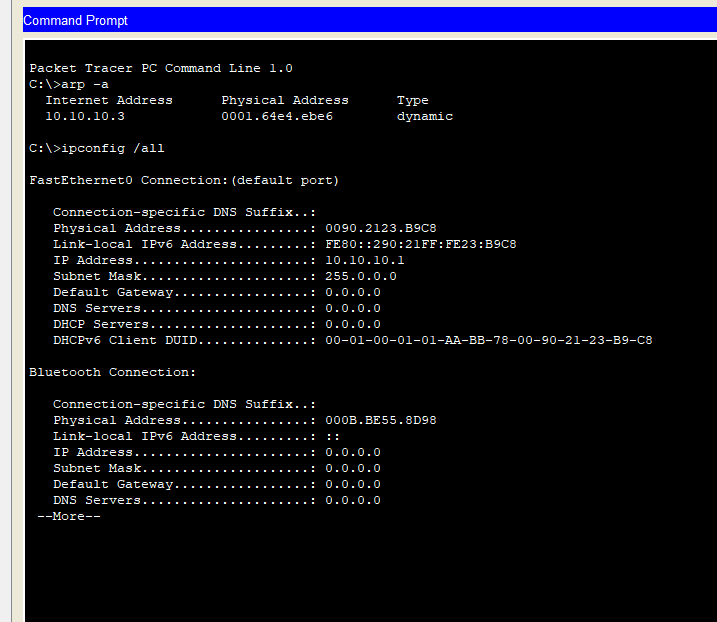 Command Prompt
Packet Tracer PC Command Line 1.0
C:\>arp -a
Internet Address Physical Address Type
10.10.10.3 0001.64e4.ebe6 dynamic
C:\>ipconfig /all
FastEthernet0 Connection:(default port)
Connection-specific DNS Suffix..:
Physical Address................: 0090.2123.B9C8
Link-local IPv6 Address.........: FE80::290:21FF:FE23:B9C8
IP Address......................: 10.10.10.1
Subnet Mask.....................: 255.0.0.0
Default Gateway.................: 0.0.0.0
DNS Servers.....................: 0.0.0.0
DHCP Servers....................: 0.0.0.0
DHCPv6 Client DUID..............: 00-01-00-01-01-AA-BB-78-00-90-21-23-B9-C8
Bluetooth Connection:
Connection-specific DNS Suffix..:
Physical Address................: 000B.BE55.8D98
Link-local IPv6 Address.........: ::
IP Address......................: 0.0.0.0
Subnet Mask.....................: 0.0.0.0
Default Gateway.................: 0.0.0.0
DNS Servers.....................: 0.0.0.0
--More--